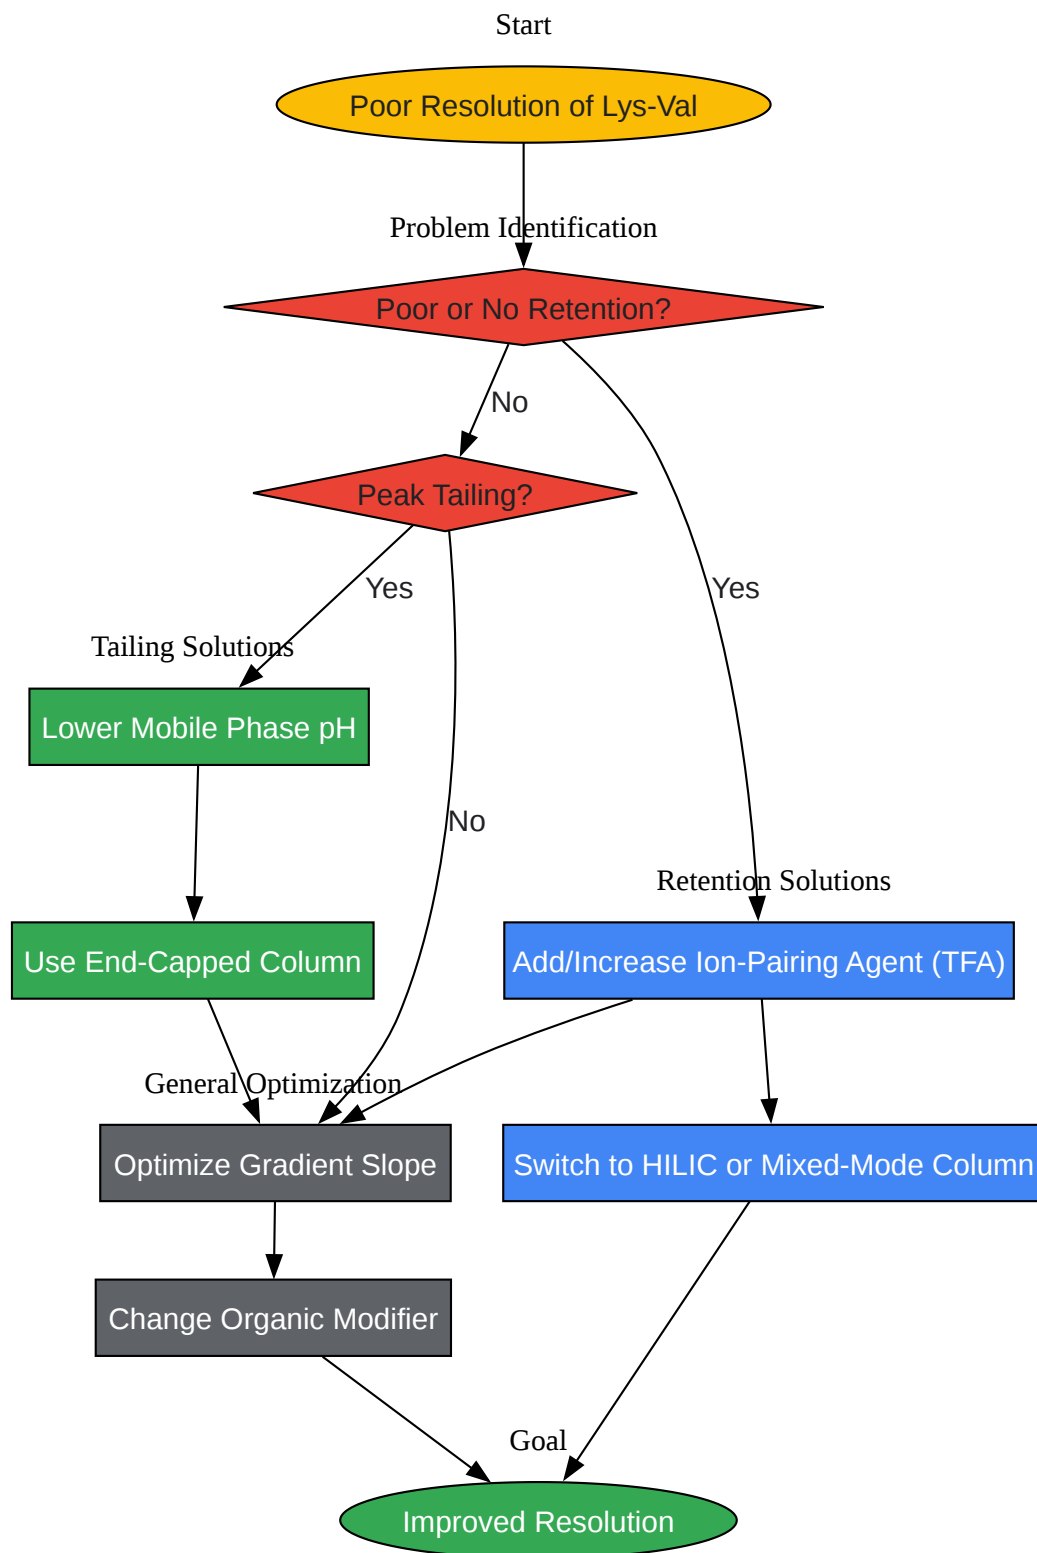 Start
Poor Resolution of Lys-Val
Problem Identification
Poor or No Retention?
No
Peak Tailing?
Yes
Yes
Tailing Solutions
Lower Mobile Phase pH
No
Retention Solutions
Use End-Capped Column
Add/Increase Ion-Pairing Agent (TFA)
General Optimization
Optimize Gradient Slope
Switch to HILIC or Mixed-Mode Column
Change Organic Modifier
Goal
Improved Resolution